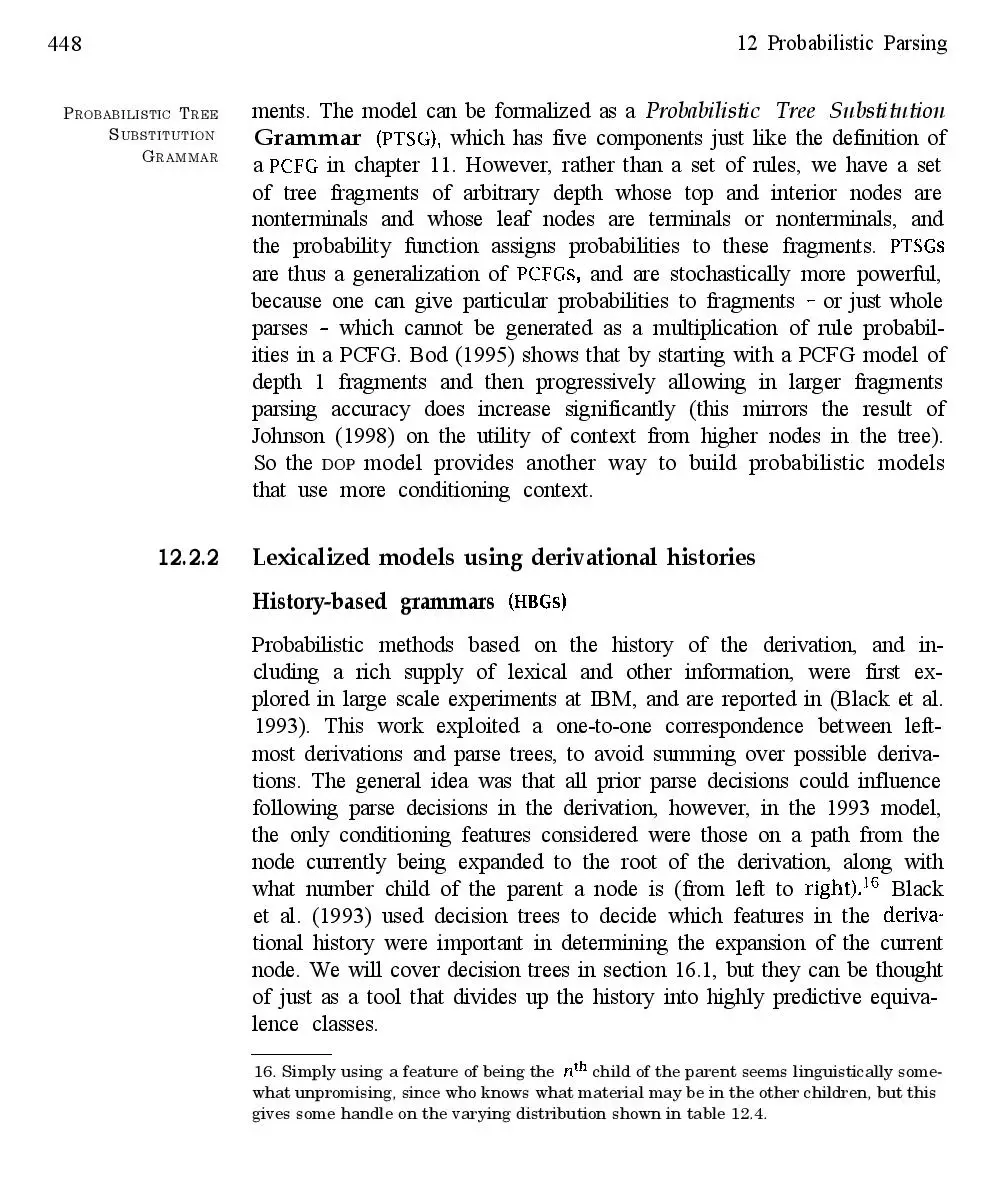 448
12 Probabilistic Parsing
PROBABILISTIC TREE
SUBSTITUTION
GRAMMAR
ments. The model can be formalized as a Probabilistic Tree Substitution
Grammar (PTSG), which has five components just like the definition of
a PCFG in chapter 11. However, rather than a set of rules, we have a set
of tree fragments of arbitrary depth whose top and interior nodes are
nonterminals and whose leaf nodes are terminals or nonterminals, and
the probability function assigns probabilities to these fragments. PTSGs
are thus a generalization of PCFGs, and are stochastically more powerful,
because one can give particular probabilities to fragments – or just whole
parses – which cannot be generated as a multiplication of rule probabil-
ities in a PCFG. Bod (1995) shows that by starting with a PCFG model of
depth 1 fragments and then progressively allowing in larger fragments
parsing accuracy does increase significantly (this mirrors the result of
Johnson (1998) on the utility of context from higher nodes in the tree).
So the DOP model provides another way to build probabilistic models
that use more conditioning context.
12.2.2 Lexicalized models using derivational histories
History-based grammars (HBGs)
Probabilistic methods based on the history of the derivation, and in-
cluding a rich supply of lexical and other information, were first ex-
plored in large scale experiments at IBM, and are reported in (Black et al.
1993). This work exploited a one-to-one correspondence between left-
most derivations and parse trees, to avoid summing over possible deriva-
tions. The general idea was that all prior parse decisions could influence
following parse decisions in the derivation, however, in the 1993 model,
the only conditioning features considered were those on a path from the
node currently being expanded to the root of the derivation, along with
what number child of the parent a node is (from left to right).16 Black
et al. (1993) used decision trees to decide which features in the deriva-
tional history were important in determining the expansion of the current
node. We will cover decision trees in section 16.1, but they can be thought
of just as a tool that divides up the history into highly predictive equiva-
lence classes.
16. Simply using a feature of being the nth child of the parent seems linguistically some-
what unpromising, since who knows what material may be in the other children, but this
gives some handle on the varying distribution shown in table 12.4.